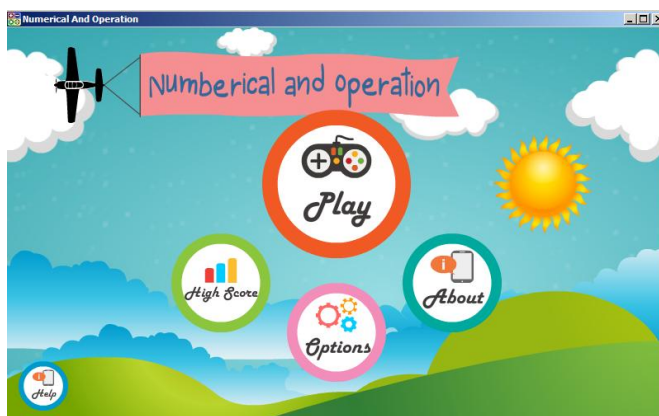 Numerical And Operation
Numberical and operation
Play
High Score
About
Options
Help